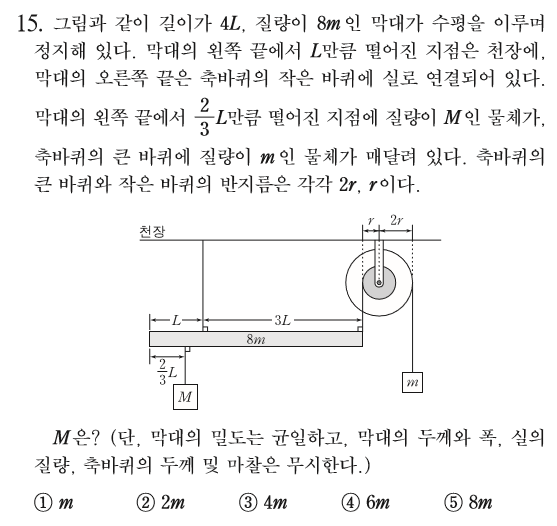 15. 그림과 같이 길이가 4L, 질량이 8m인 막대가 수평을 이루며
정지해 있다. 막대의 왼쪽 끝에서 L만큼 떨어진 지점은 천장에,
막대의 오른쪽 끝은 축바퀴의 작은 바퀴에 실로 연결되어 있다.
막대의 왼쪽 끝에서 2/3 L만큼 떨어진 지점에 질량이 M인 물체가,
축바퀴의 큰 바퀴에 질량이 m인 물체가 매달려 있다. 축바퀴의
큰 바퀴와 작은 바퀴의 반지름은 각각 2r, r이다.
r 2r
천장
L 3L
8m
2/3 L
M
m
M은? (단, 막대의 밀도는 균일하고, 막대의 두께와 폭, 실의
질량, 축바퀴의 두께 및 마찰은 무시한다.)
① m ② 2m ③ 4m ④ 6m ⑤ 8m